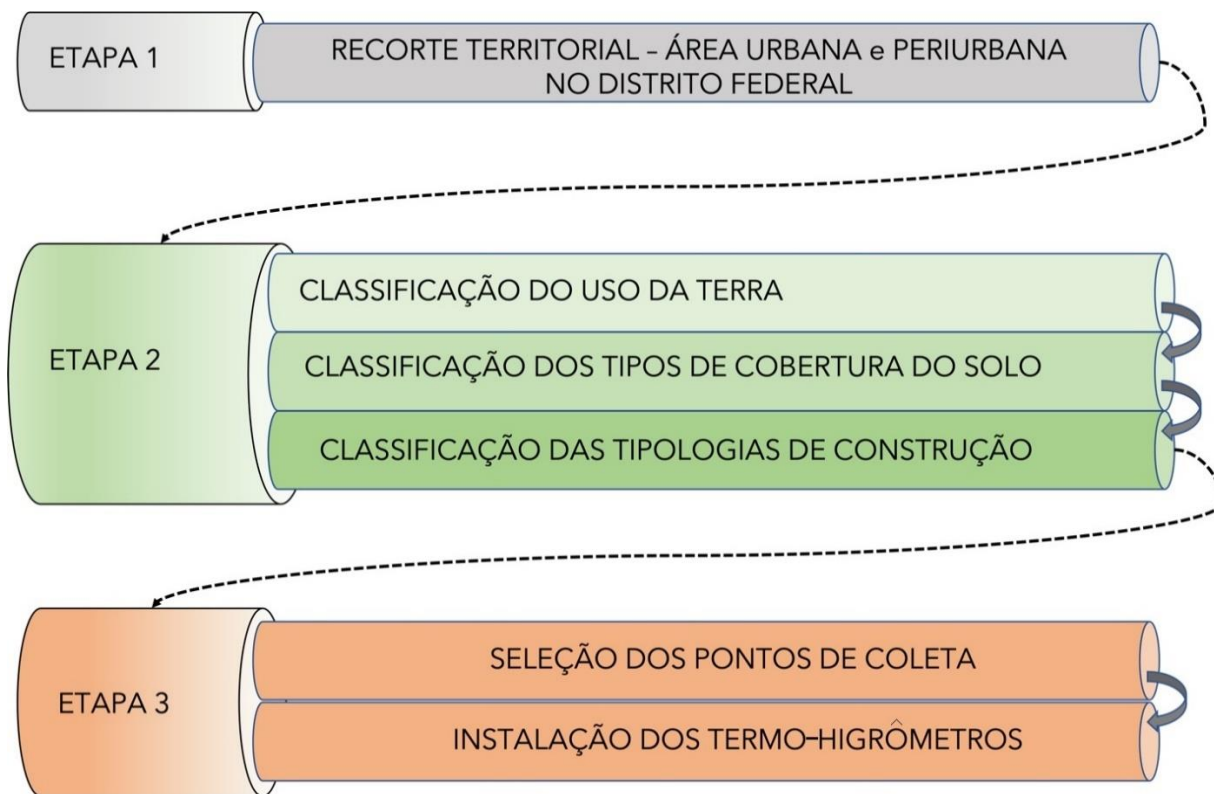 ETAPA 1
RECORTE TERRITORIAL – ÁREA URBANA e PERIURBANA
NO DISTRITO FEDERAL
ETAPA 2
CLASSIFICAÇÃO DO USO DA TERRA
CLASSIFICAÇÃO DOS TIPOS DE COBERTURA DO SOLO
CLASSIFICAÇÃO DAS TIPOLOGIAS DE CONSTRUÇÃO
ETAPA 3
SELEÇÃO DOS PONTOS DE COLETA
INSTALAÇÃO DOS TERMO-HIGRÔMETROS